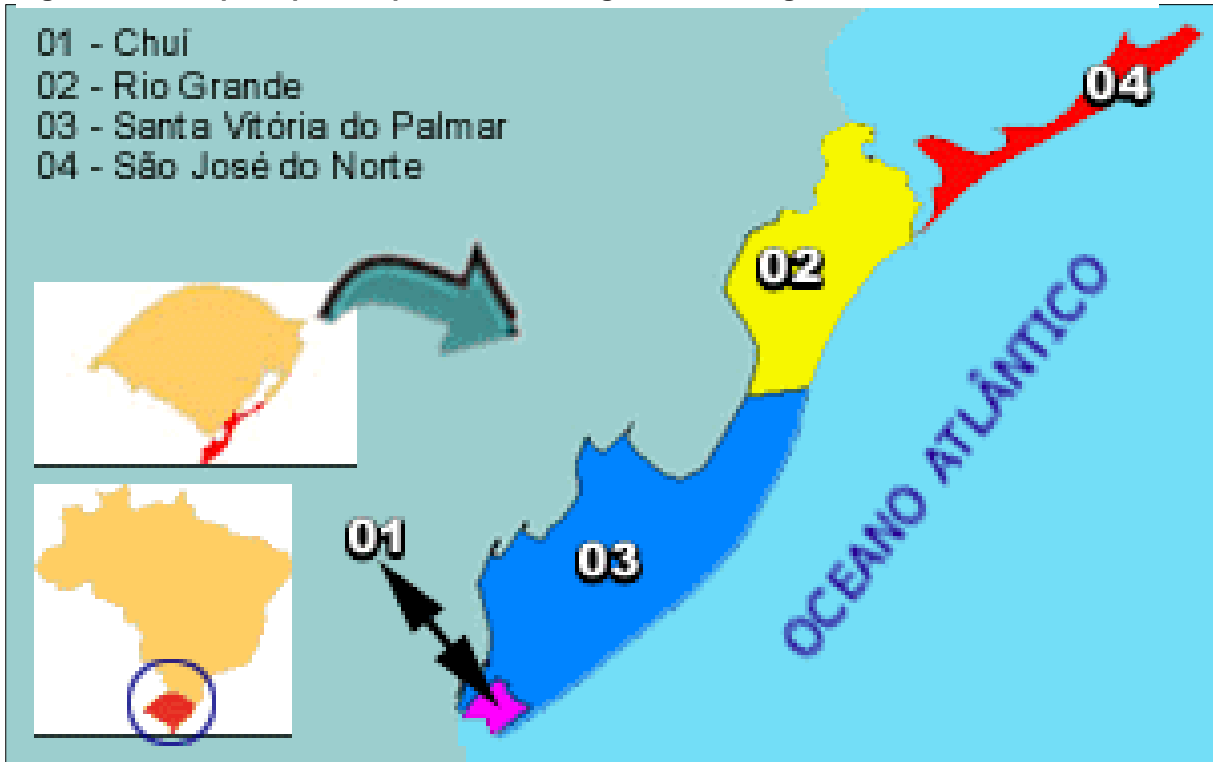 01 - Chuí
02 - Rio Grande
03 - Santa Vitória do Palmar
04 - São José do Norte
04
02
01
03
OCEANO ATLÂNTICO